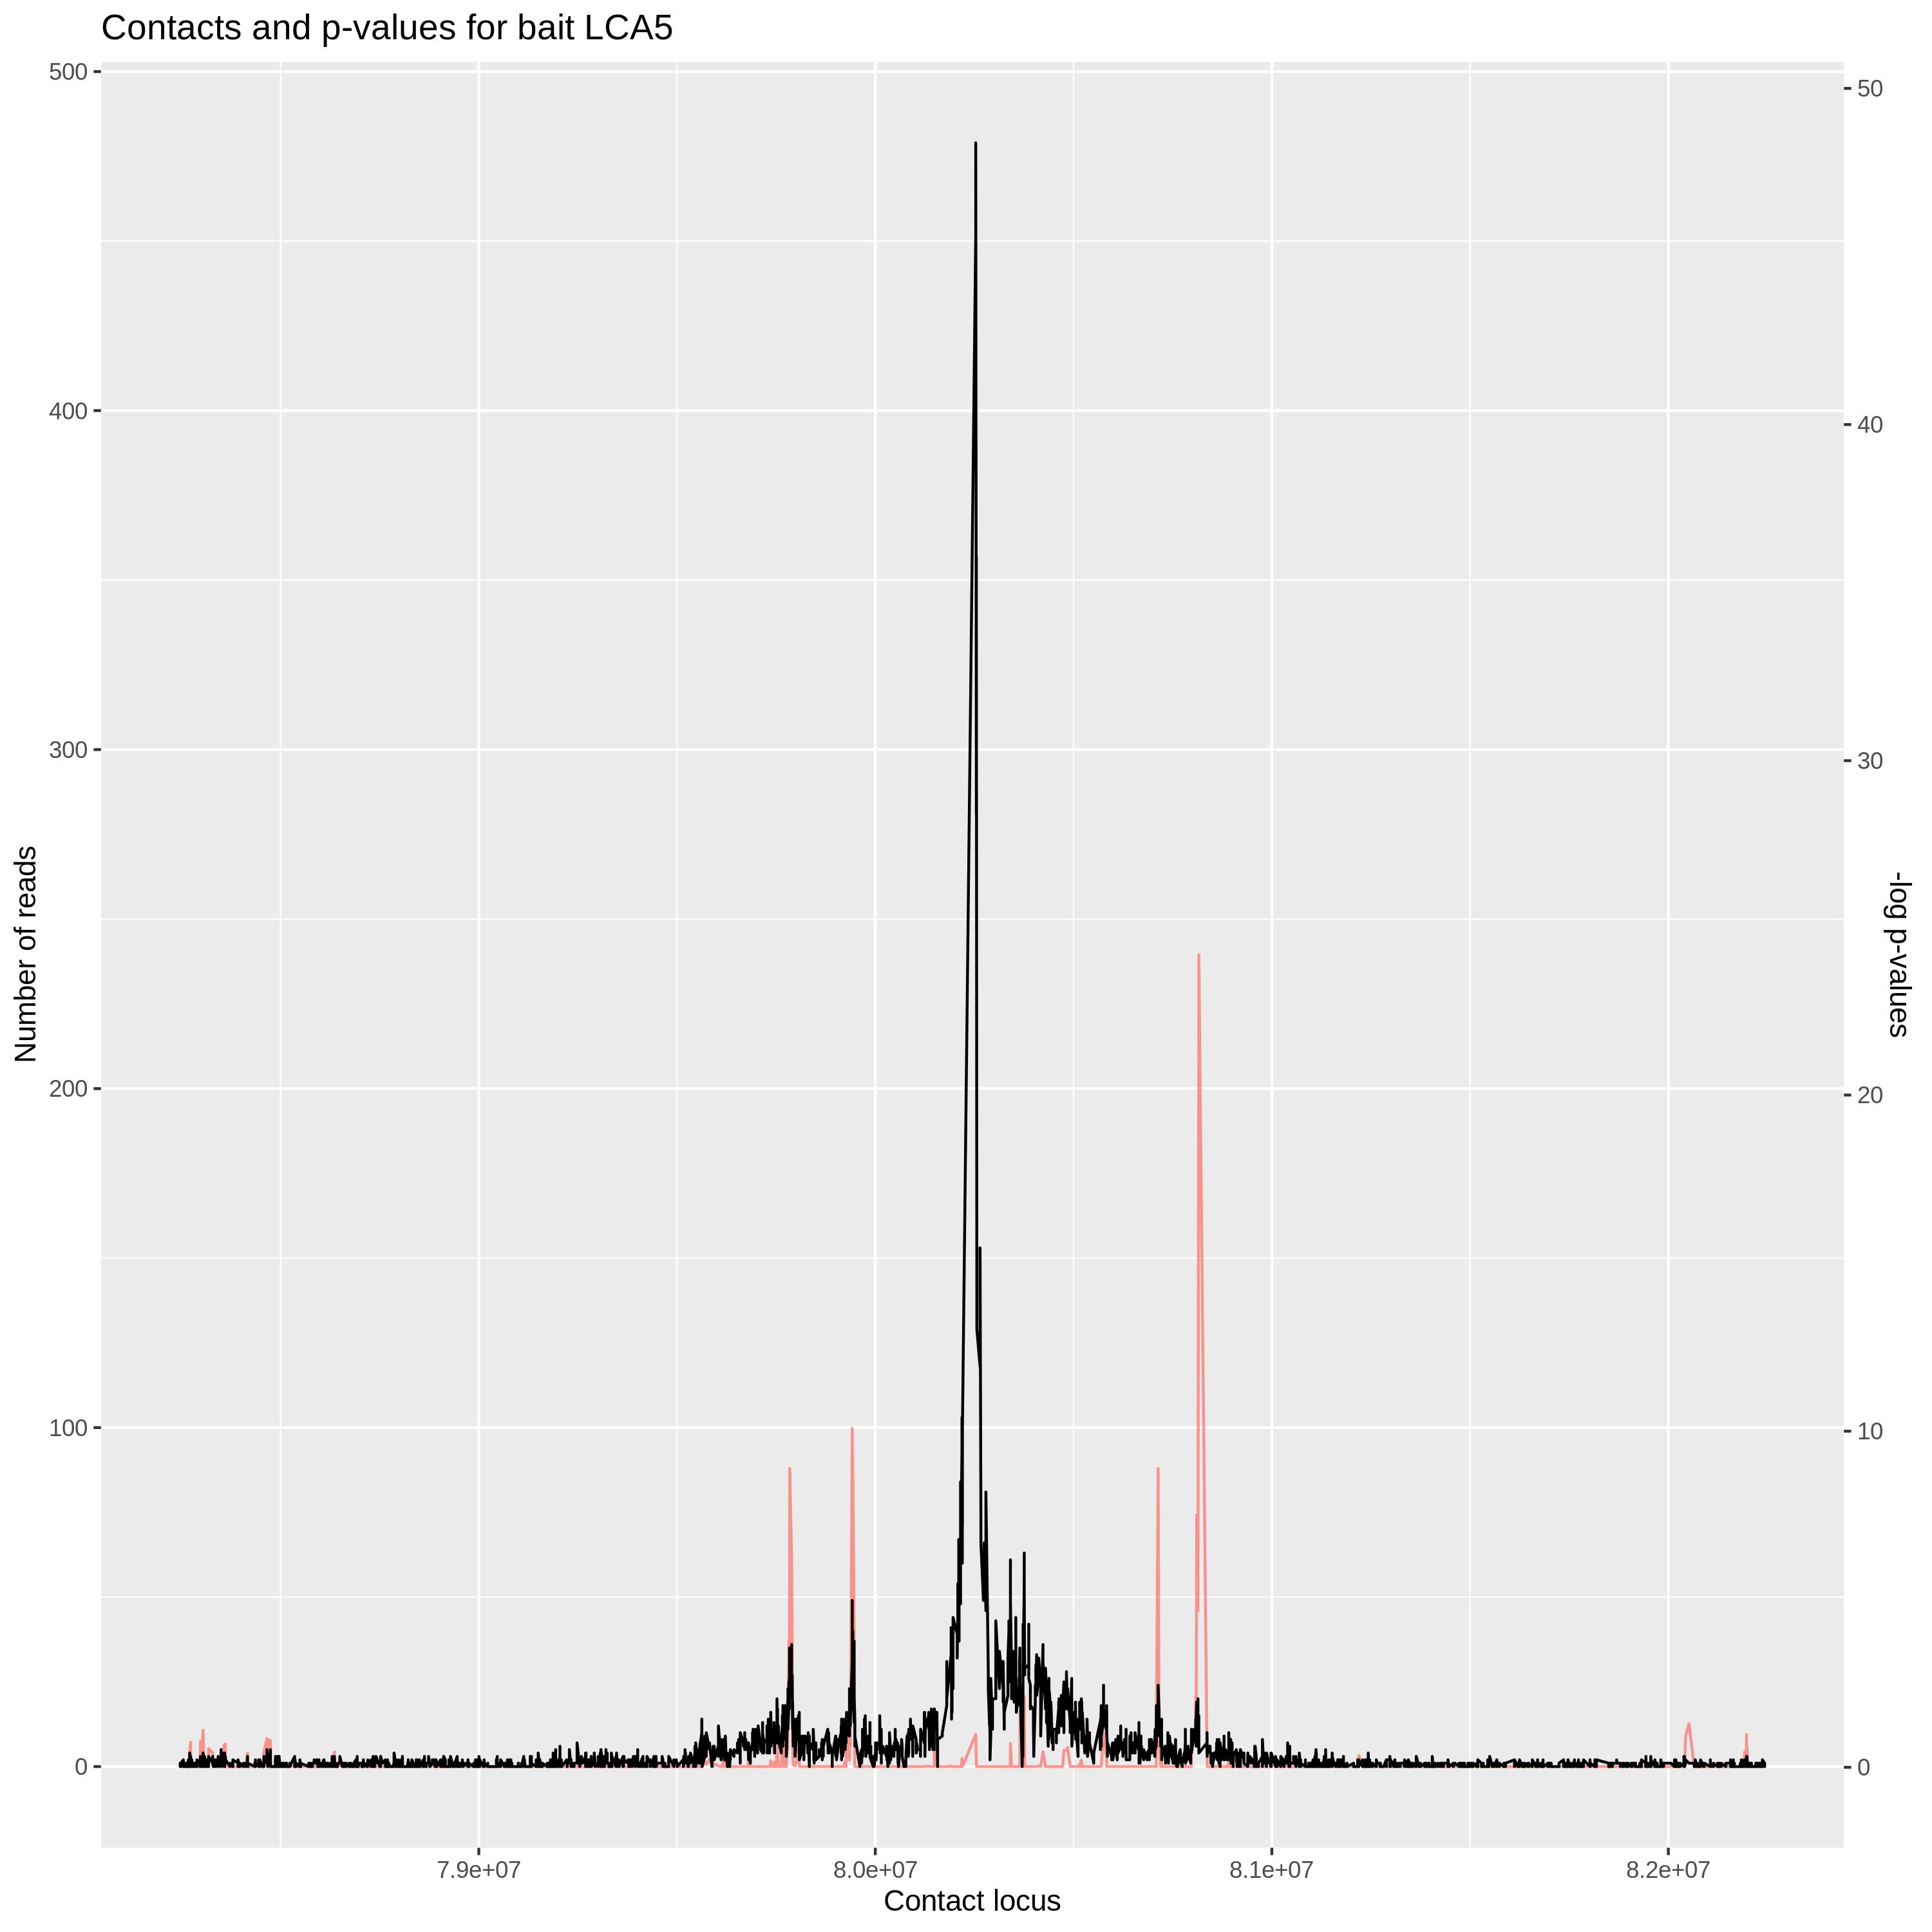 Contacts and p-values for bait LCA5
500
400
300
200
100
0
Number of reads
50
40
30
20
10
0
-log p-values
7.9e+07
8.0e+07
8.1e+07
8.2e+07
Contact locus